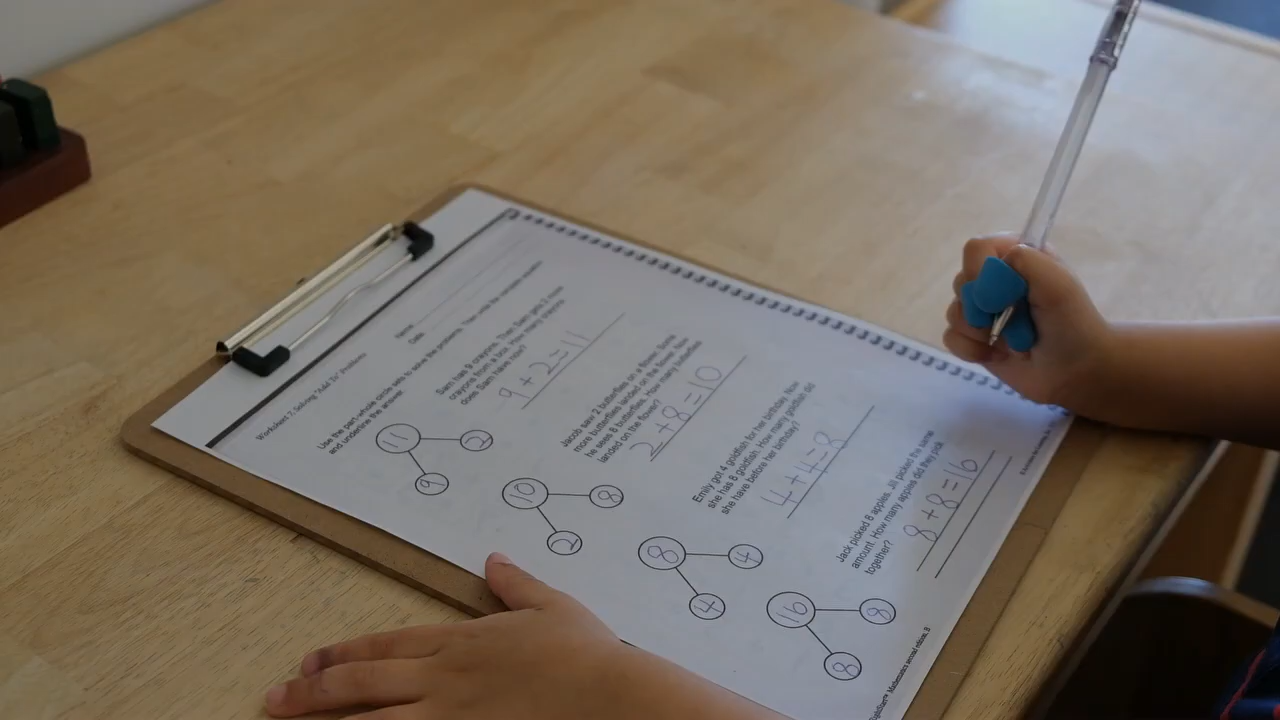 Name
Date
Worksheet 7, Solving "Add To" Problems
Use the part-whole circle sets to solve the problems. Then write the complete equation
and underline the answer.
Sam has 9 crayons. Then Sam gets 2 more
crayons from a box. How many crayons
does Sam have now?
9 + 2 = 11
11
2
9
Jacob saw 2 butterflies on a flower. Some
more butterflies landed on the flower. Now
he sees butterflies. How many butterflies
landed on the flower?
2 + 8 = 10
10
8
2
Emily got 4 goldfish for her birthday. Now
she has 8 goldfish. How many goldfish did
she have before her birthday?
4 + 4 = 8
8
4
4
Jack picked 8 apples. Jill picked the same
amount. How many apples did they pick
together?
8 + 8 = 16
16
8
8
RightStart™ Mathematics second edition, B